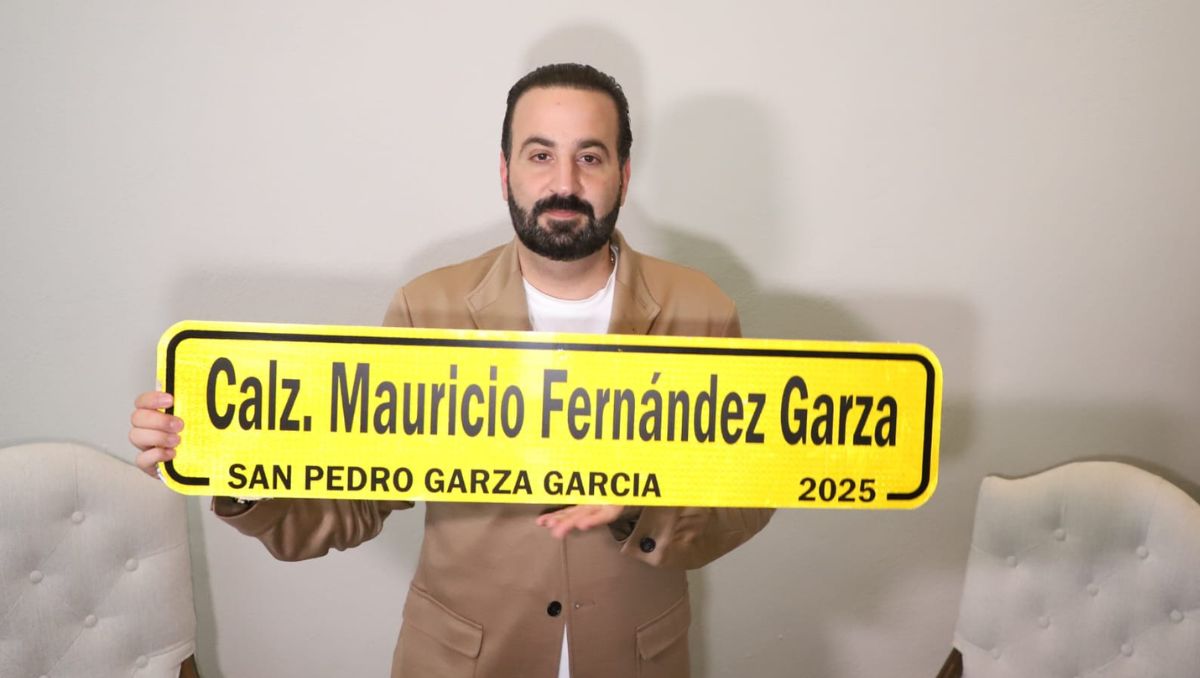 Calz. Mauricio Fernández Garza
SAN PEDRO GARZA GARCIA 2025